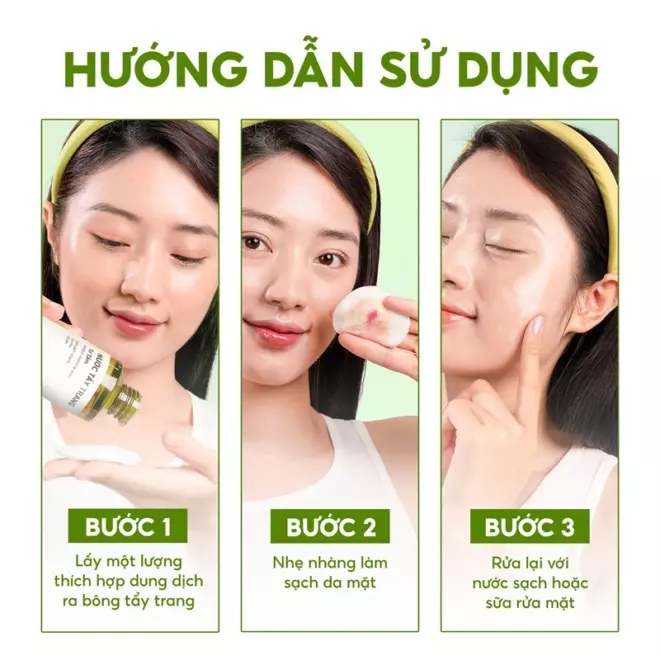 HƯỚNG DẪN SỬ DỤNG
NƯỚC TẨY TRANG
BƯỚC 1
Lấy một lượng
thích hợp dung dịch
ra bông tẩy trang
BƯỚC 2
Nhẹ nhàng làm
sạch da mặt
BƯỚC 3
Rửa lại với
nước sạch hoặc
sữa rửa mặt